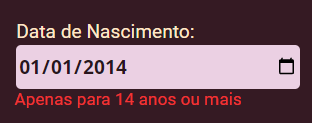 Data de Nascimento:
01/01/2014
Apenas para 14 anos ou mais